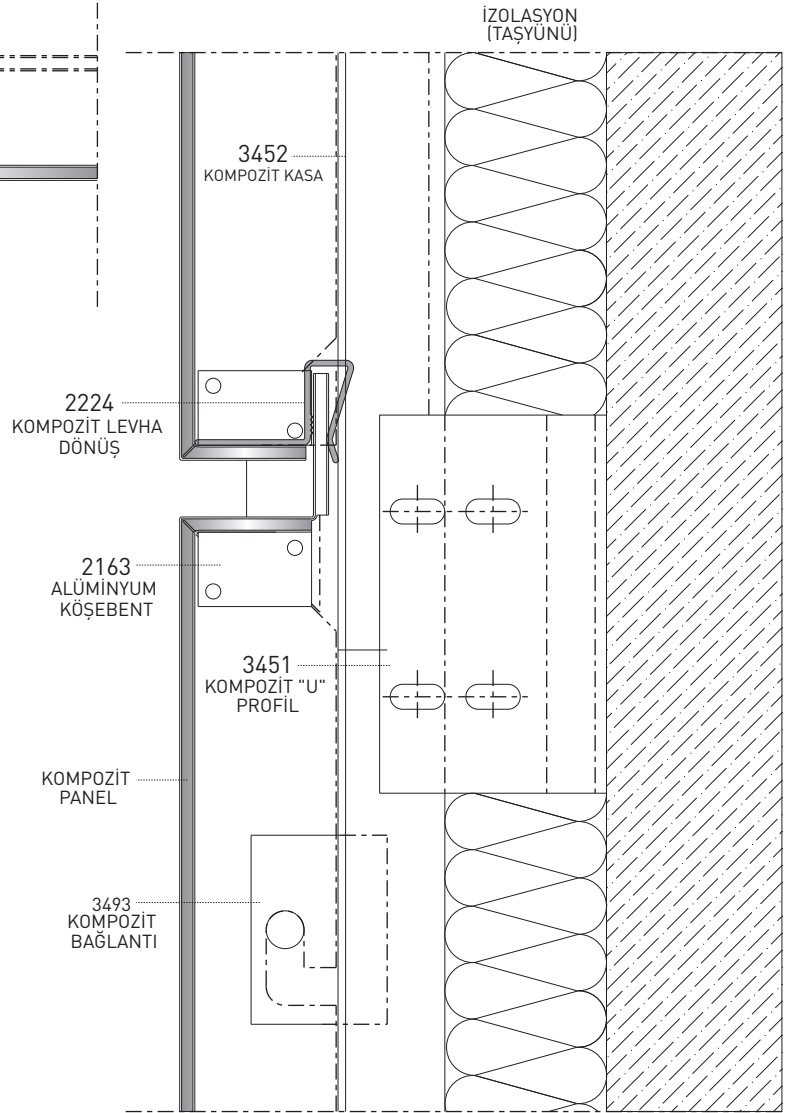 İZOLASYON
(TAŞYÜNÜ)
3452
KOMPOZİT KASA
2224
KOMPOZİT LEVHA
DÖNÜŞ
2163
ALÜMİNYUM
KÖŞEBENT
3451
KOMPOZİT "U"
PROFİL
KOMPOZİT
PANEL
3493
KOMPOZİT
BAĞLANTI